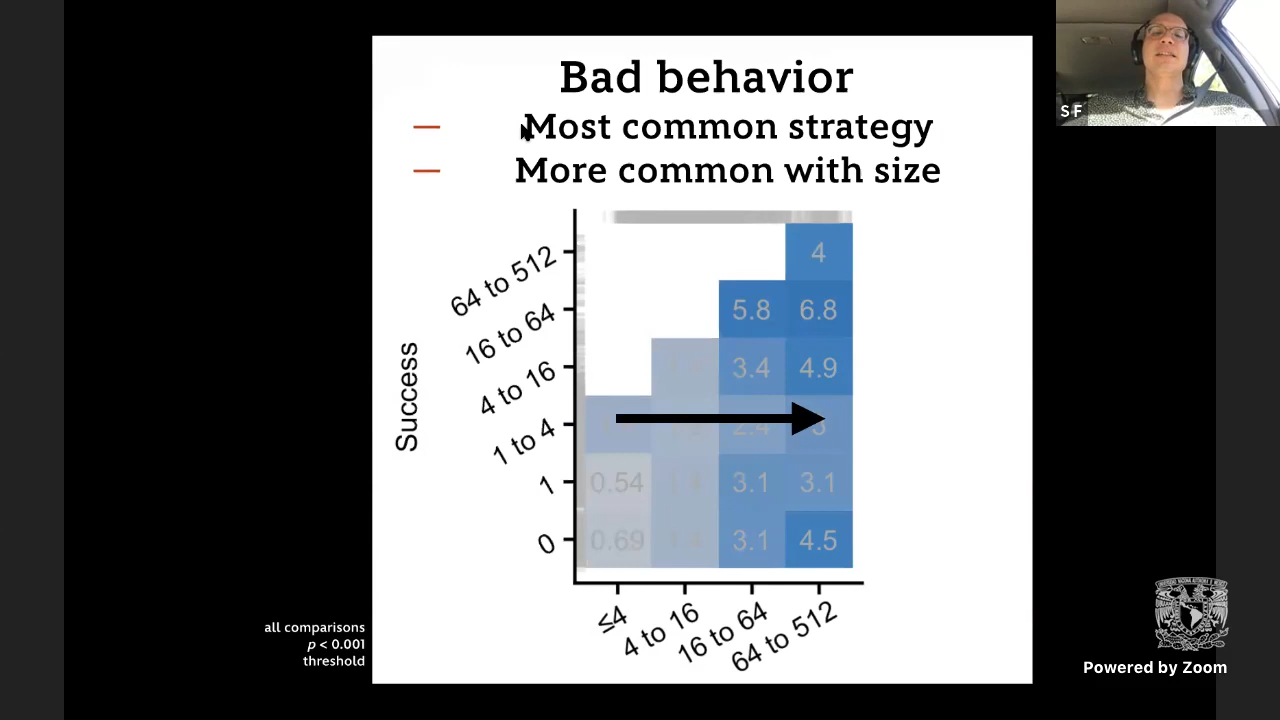 Bad behavior
— Most common strategy
— More common with size
S F
Success
64 to 512
16 to 64
4 to 16
1 to 4
1
0
4
5.8 6.8
3.4 4.9
2.4 3
0.54 3.1 3.1
0.69 3.1 4.5
≤4
4 to 16
16 to 64
64 to 512
all comparisons
p < 0.001
threshold
Powered by Zoom